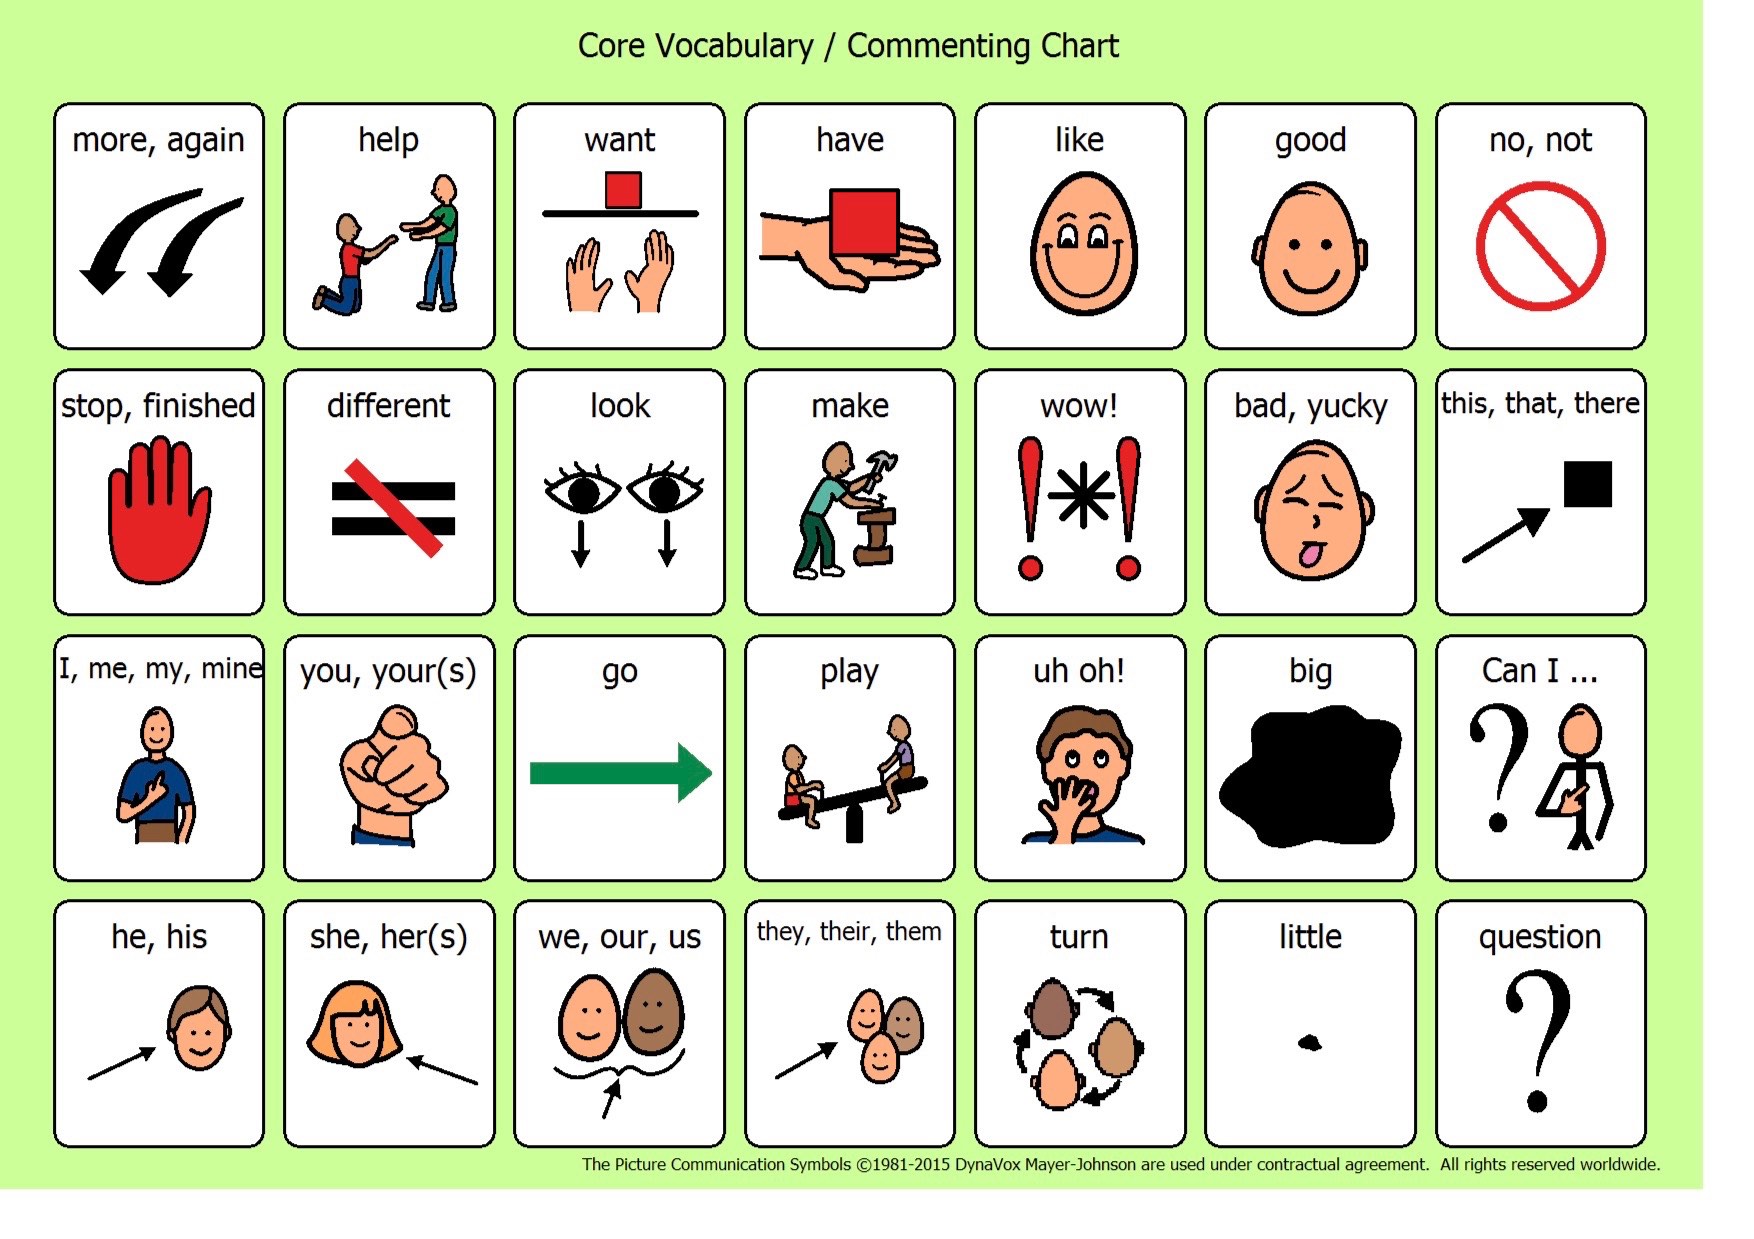 Core Vocabulary / Commenting Chart
more, again
help
want
have
like
good
no, not
stop, finished
different
look
make
wow!
bad, yucky
this, that, there
I, me, my, mine
you, your(s)
go
play
uh oh!
big
Can I ...
he, his
she, her(s)
we, our, us
they, their, them
turn
little
question
The Picture Communication Symbols ©1981-2015 DynaVox Mayer-Johnson are used under contractual agreement.  All rights reserved worldwide.